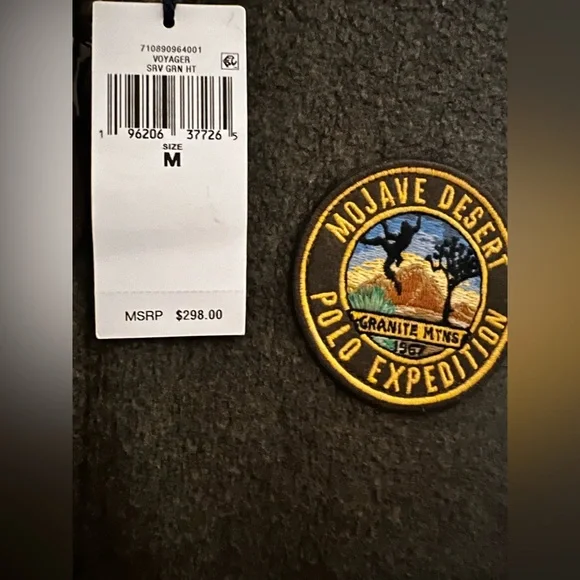 710890964001
VOYAGER
SRV GRN HT
1 96206 37726 5
SIZE
M
MSRP $298.00
MOJAVE DESERT
GRANITE MTNS
1967
POLO EXPEDITION